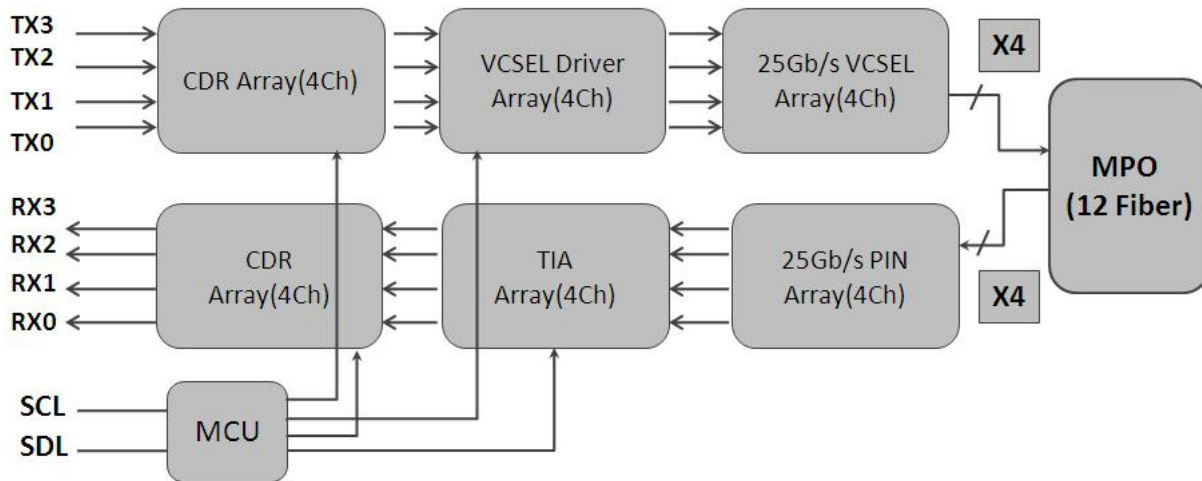 TX3
TX2
TX1
TX0
CDR Array(4Ch)
VCSEL Driver
Array(4Ch)
25Gb/s VCSEL
Array(4Ch)
X4
MPO
(12 Fiber)
RX3
RX2
RX1
RX0
CDR
Array(4Ch)
TIA
Array(4Ch)
25Gb/s PIN
Array(4Ch)
X4
SCL
SDL
MCU